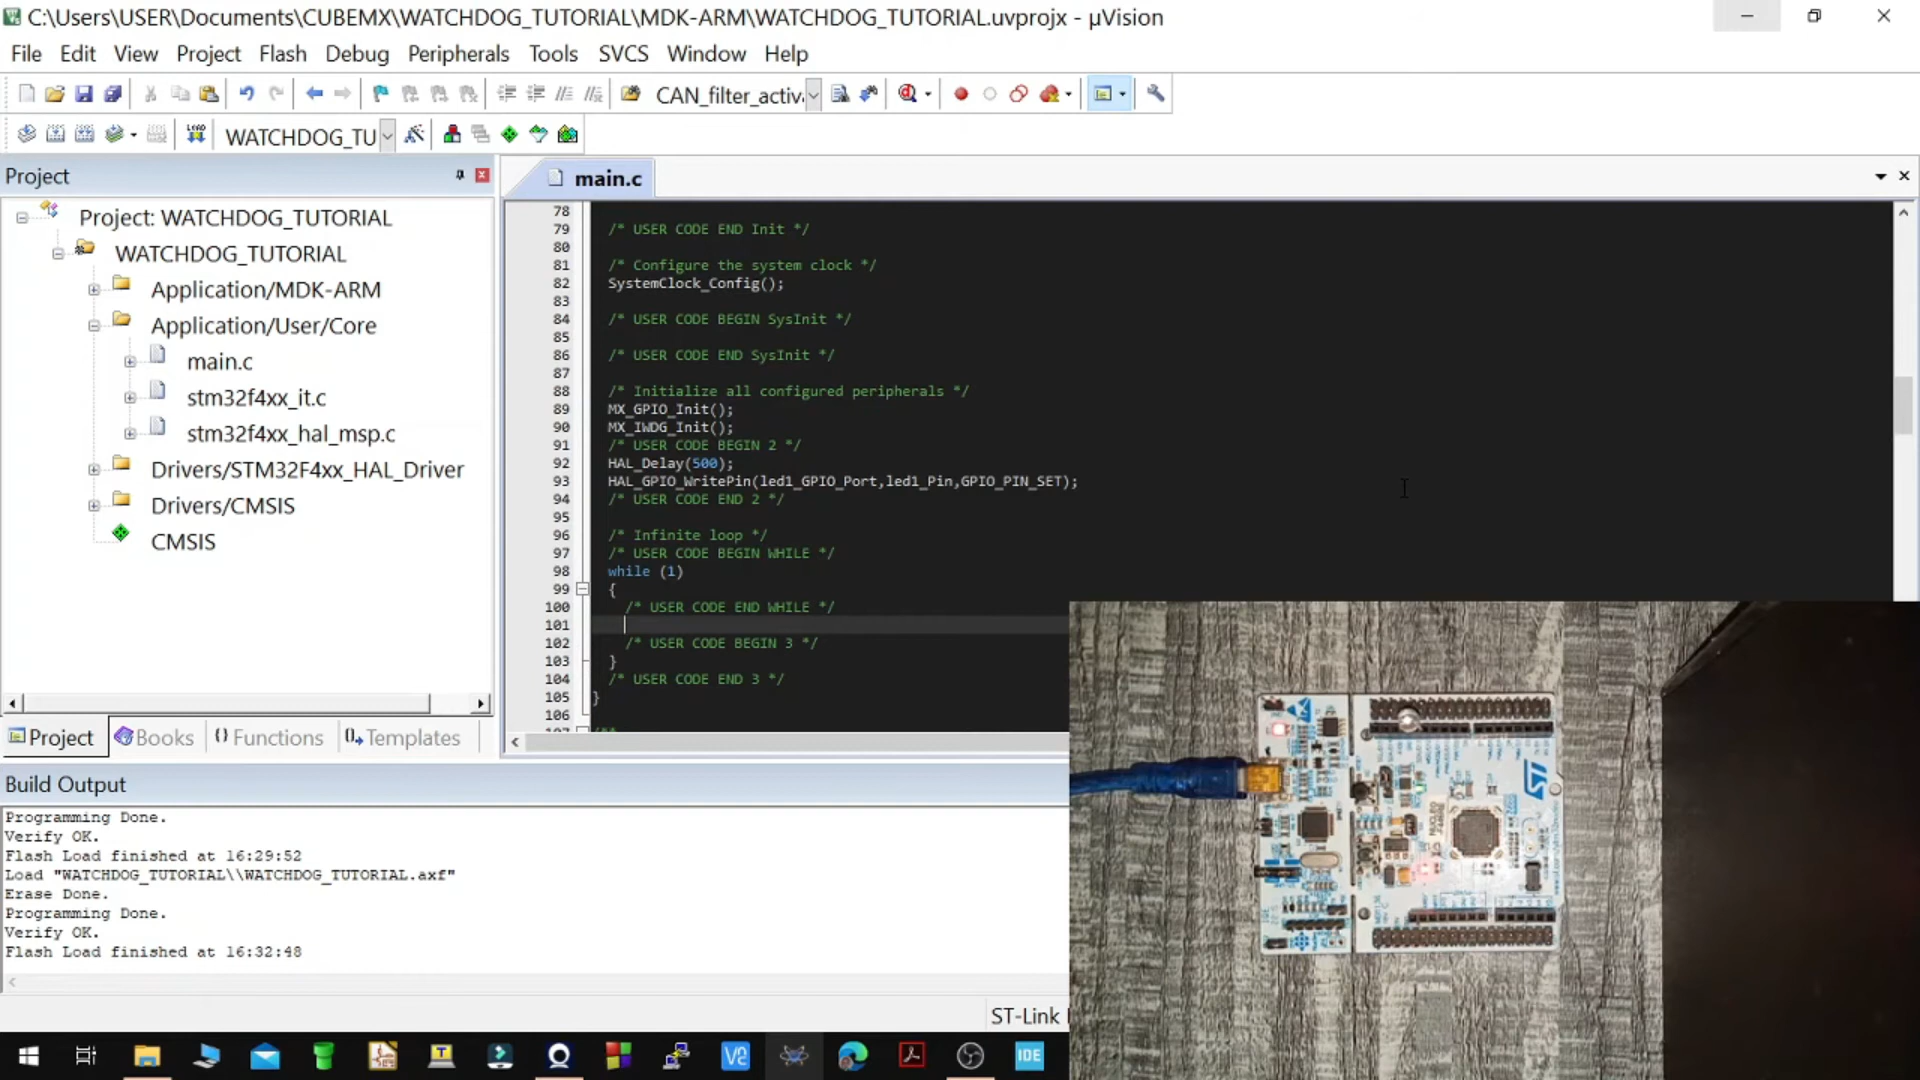 C:\Users\USER\Documents\CUBEMX\WATCHDOG_TUTORIAL\MDK-ARM\WATCHDOG_TUTORIAL.uvprojx - µVision
File Edit View Project Flash Debug Peripherals Tools SVCS Window Help
CAN_filter_activ
LOAD WATCHDOG_TU
Project
main.c
Project: WATCHDOG_TUTORIAL
WATCHDOG_TUTORIAL
Application/MDK-ARM
Application/User/Core
main.c
stm32f4xx_it.c
stm32f4xx_hal_msp.c
Drivers/STM32F4xx_HAL_Driver
Drivers/CMSIS
CMSIS
Project Books {} Functions 0 Templates
78
79 /* USER CODE END Init */
80
81 /* Configure the system clock */
82 SystemClock_Config();
83
84 /* USER CODE BEGIN SysInit */
85
86 /* USER CODE END SysInit */
87
88 /* Initialize all configured peripherals */
89 MX_GPIO_Init();
90 MX_IWDG_Init();
91 /* USER CODE BEGIN 2 */
92 HAL_Delay(500);
93 HAL_GPIO_WritePin(led1_GPIO_Port,led1_Pin,GPIO_PIN_SET);
94 /* USER CODE END 2 */
95
96 /* Infinite loop */
97 /* USER CODE BEGIN WHILE */
98 while (1)
99 {
100 /* USER CODE END WHILE */
101
102 /* USER CODE BEGIN 3 */
103 }
104 /* USER CODE END 3 */
105 }
106
Build Output
Programming Done.
Verify OK.
Flash Load finished at 16:29:52
Load "WATCHDOG_TUTORIAL\\WATCHDOG_TUTORIAL.axf"
Erase Done.
Programming Done.
Verify OK.
Flash Load finished at 16:32:48
ST-Link
IDE